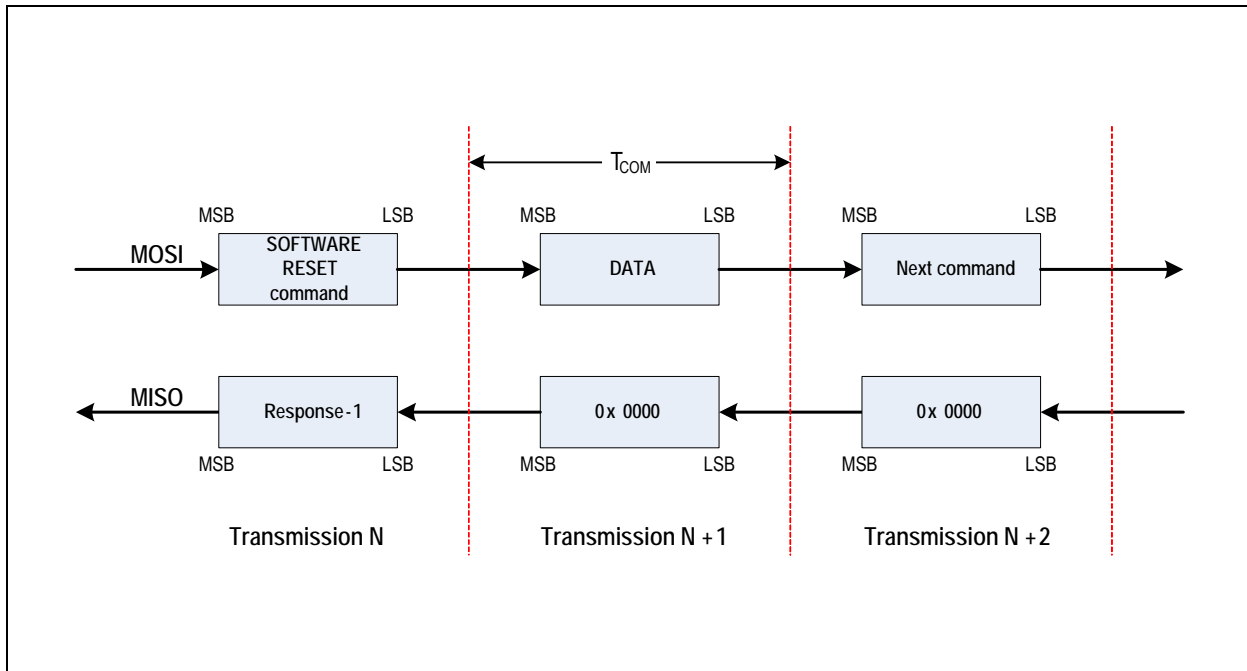 TCOM
MSB LSB MSB LSB MSB LSB
MOSI
SOFTWARE
RESET
command
DATA
Next command
MISO
Response-1
0x 0000
0x 0000
MSB LSB MSB LSB MSB LSB
Transmission N
Transmission N +1
Transmission N +2